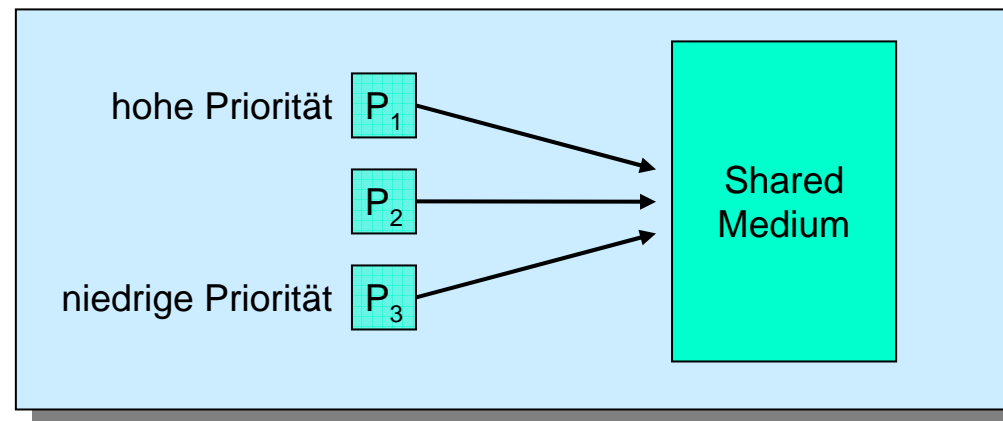 hohe Priorität P₁
P₂
niedrige Priorität P₃
Shared
Medium